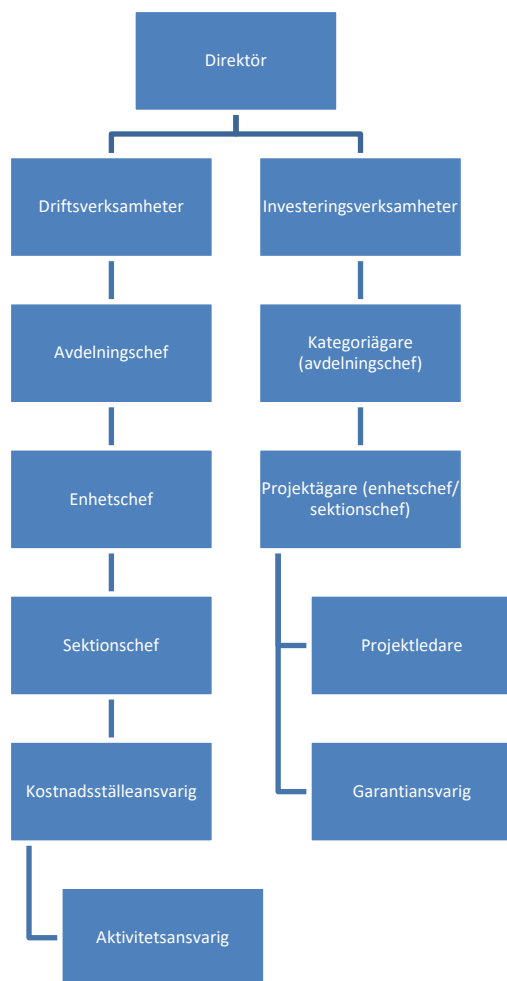 Direktör
Driftsverksamheter
Investeringsverksamheter
Avdelningschef
Kategoriägare
(avdelningschef)
Enhetschef
Projektägare (enhetschef/
sektionschef)
Sektionschef
Projektledare
Kostnadsställeansvarig
Garantiansvarig
Aktivitetsansvarig